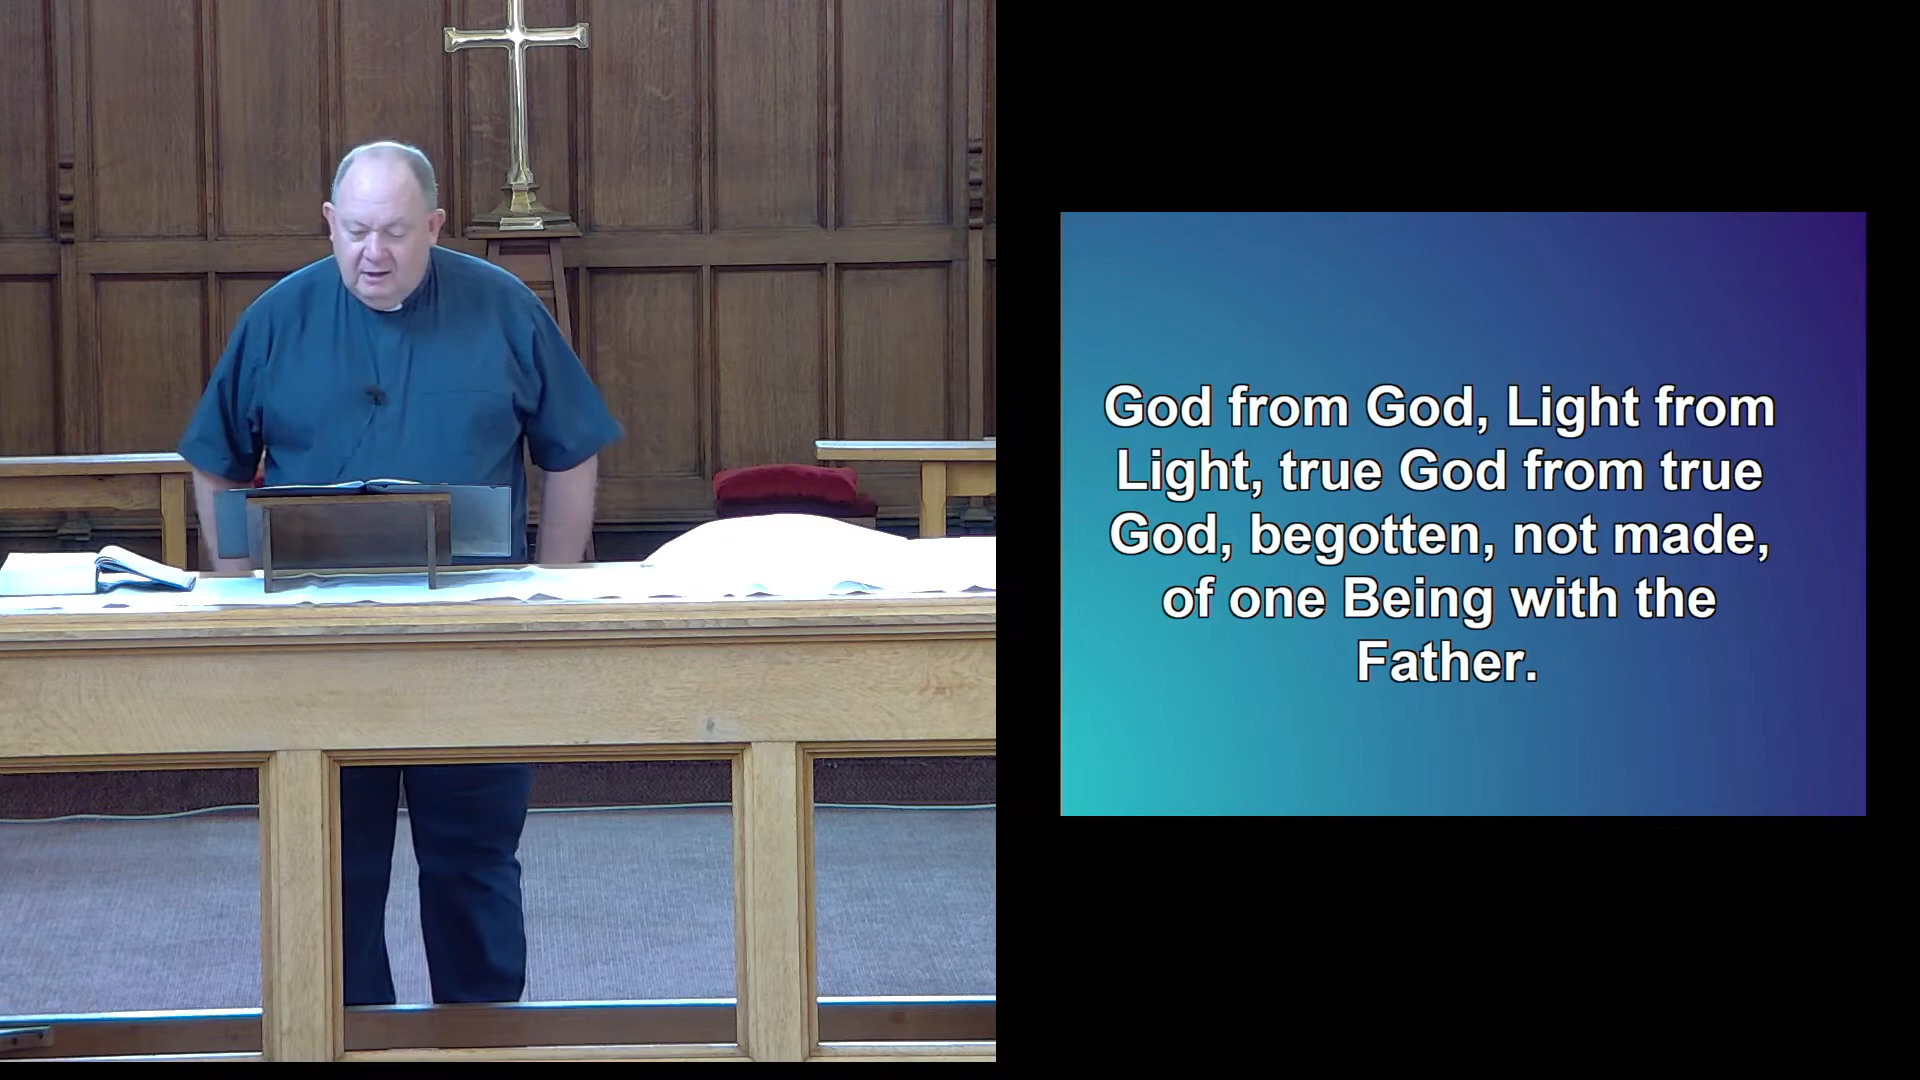 God from God, Light from
Light, true God from true
God, begotten, not made,
of one Being with the
Father.